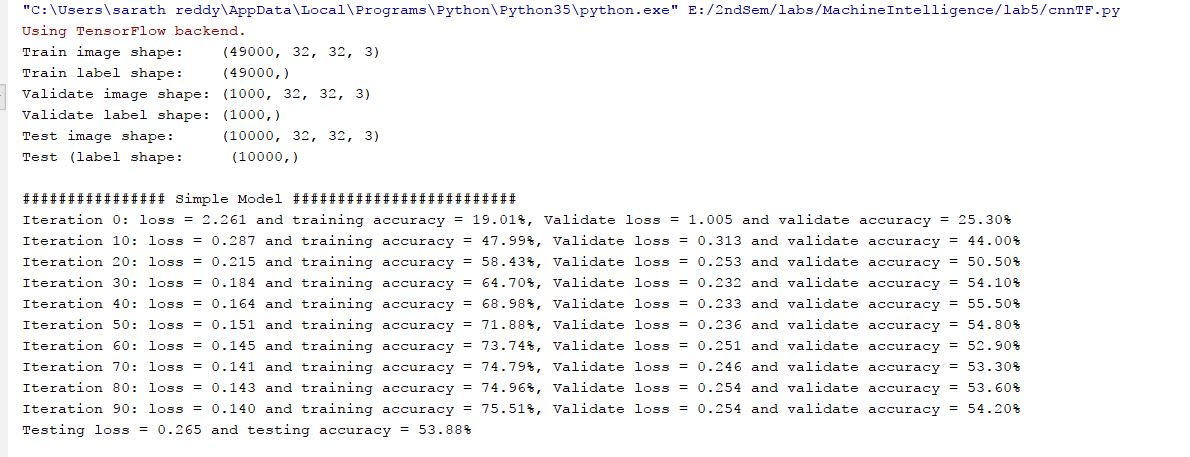 "C:\Users\sarath reddy\AppData\Local\Programs\Python\Python35\python.exe" E:/2ndSem/labs/MachineIntelligence/lab5/cnnTF.py
Using TensorFlow backend.
Train image shape:    (49000, 32, 32, 3)
Train label shape:    (49000,)
Validate image shape: (1000, 32, 32, 3)
Validate label shape: (1000,)
Test image shape:     (10000, 32, 32, 3)
Test (label shape:     (10000,)
################ Simple Model #########################
Iteration 0: loss = 2.261 and training accuracy = 19.01%, Validate loss = 1.005 and validate accuracy = 25.30%
Iteration 10: loss = 0.287 and training accuracy = 47.99%, Validate loss = 0.313 and validate accuracy = 44.00%
Iteration 20: loss = 0.215 and training accuracy = 58.43%, Validate loss = 0.253 and validate accuracy = 50.50%
Iteration 30: loss = 0.184 and training accuracy = 64.70%, Validate loss = 0.232 and validate accuracy = 54.10%
Iteration 40: loss = 0.164 and training accuracy = 68.98%, Validate loss = 0.233 and validate accuracy = 55.50%
Iteration 50: loss = 0.151 and training accuracy = 71.88%, Validate loss = 0.236 and validate accuracy = 54.80%
Iteration 60: loss = 0.145 and training accuracy = 73.74%, Validate loss = 0.251 and validate accuracy = 52.90%
Iteration 70: loss = 0.141 and training accuracy = 74.79%, Validate loss = 0.246 and validate accuracy = 53.30%
Iteration 80: loss = 0.143 and training accuracy = 74.96%, Validate loss = 0.254 and validate accuracy = 53.60%
Iteration 90: loss = 0.140 and training accuracy = 75.51%, Validate loss = 0.254 and validate accuracy = 54.20%
Testing loss = 0.265 and testing accuracy = 53.88%